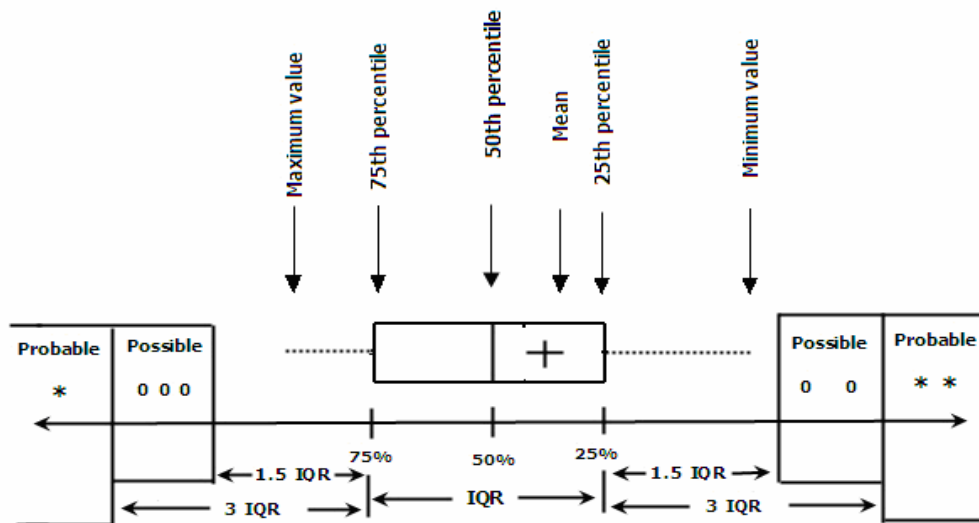 Maximum value
75th percentile
50th percentile
Mean
25th percentile
Minimum value
Probable
Possible
Possible
Probable
*
0 0 0
0 0
* *
75%
50%
25%
1.5 IQR
IQR
1.5 IQR
3 IQR
3 IQR